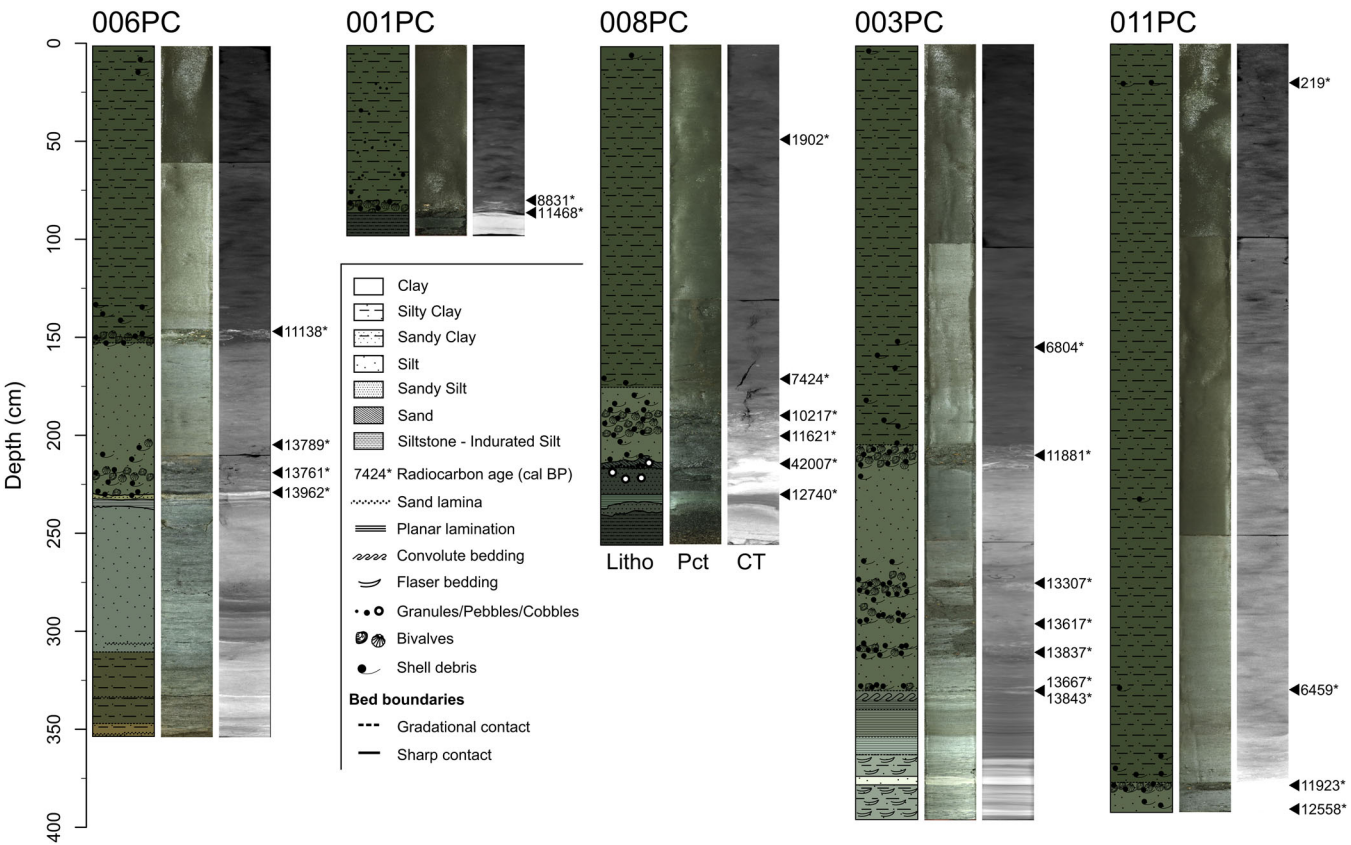 006PC
001PC
008PC
003PC
011PC
Depth (cm)
0
50
100
150
200
250
300
350
400
11138*
13789*
13761*
13962*
8831*
11468*
Clay
Silty Clay
Sandy Clay
Silt
Sandy Silt
Sand
Siltstone - Indurated Silt
7424* Radiocarbon age (cal BP)
Sand lamina
Planar lamination
Convolute bedding
Flaser bedding
Granules/Pebbles/Cobbles
Bivalves
Shell debris
Bed boundaries
Gradational contact
Sharp contact
1902*
7424*
10217*
11621*
42007*
12740*
Litho
Pct
CT
6804*
11881*
13307*
13617*
13837*
13667*
13843*
219*
6459*
11923*
12558*